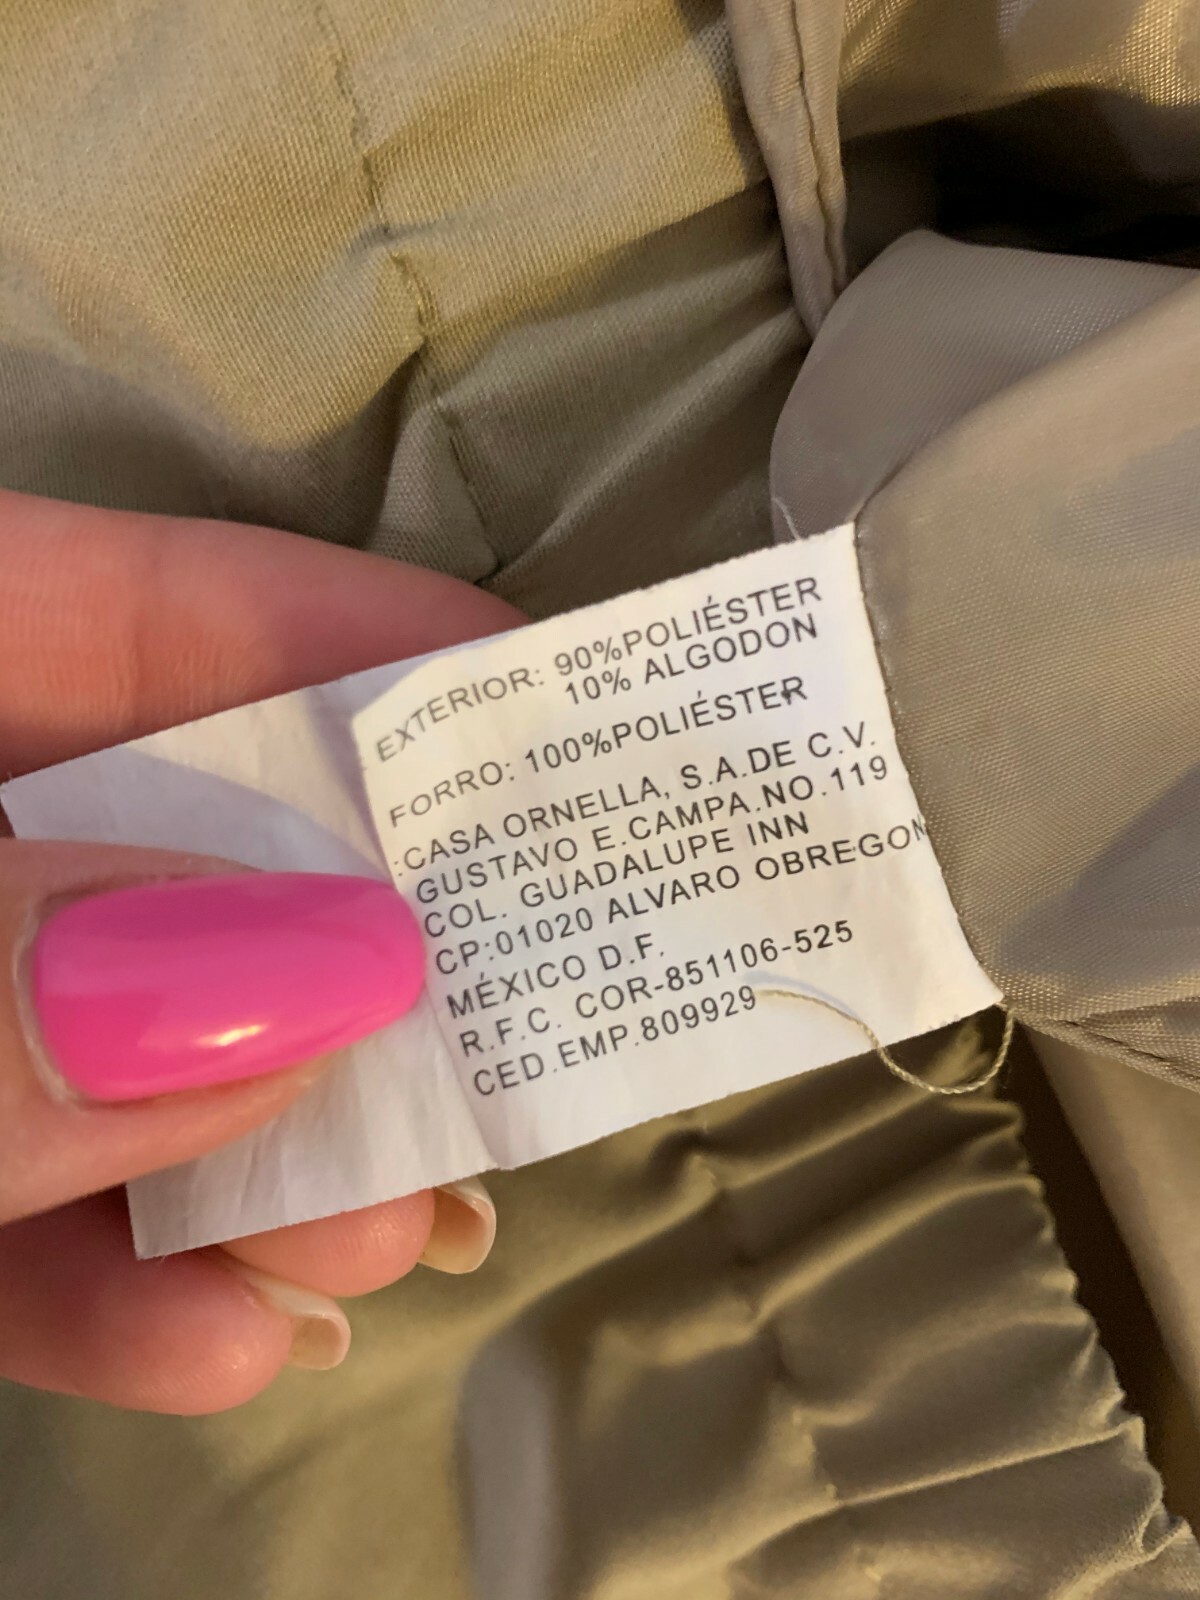 EXTERIOR: 90%POLIÉSTER
10% ALGODON
FORRO: 100%POLIÉSTER
:CASA ORNELLA, S.A.DE C.V.
GUSTAVO E.CAMPA.NO.119
COL. GUADALUPE INN
CP:01020 ALVARO OBREGON
MÉXICO D.F.
R.F.C. COR-851106-525
CED.EMP.809929